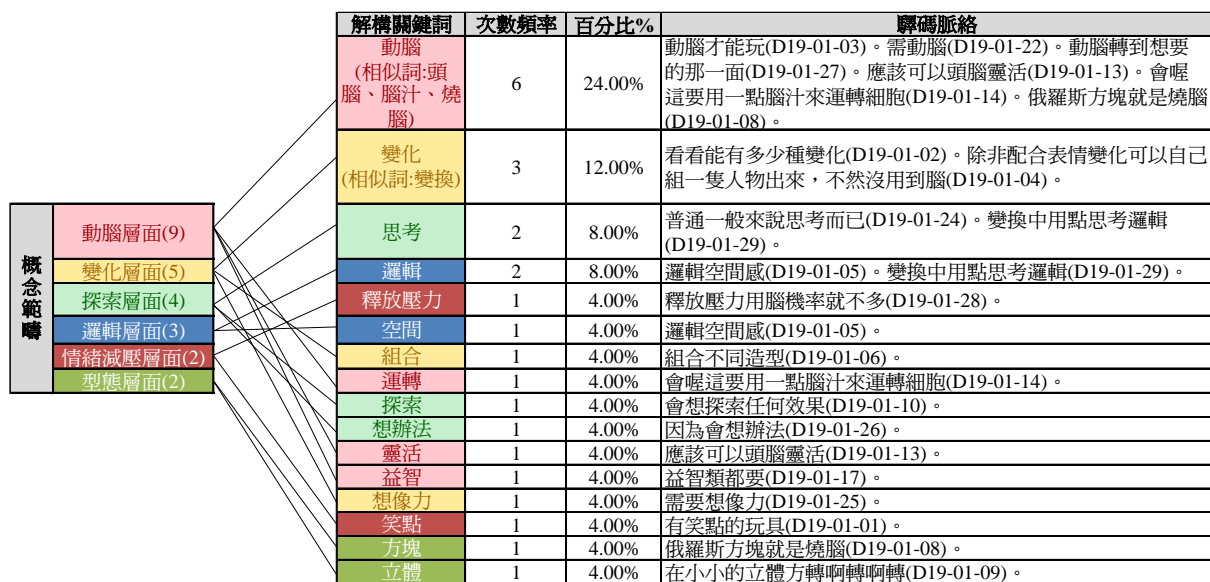 解構關鍵詞 次數頻率 百分比% 驛碼脈絡
動腦
(相似詞:頭
腦、腦汁、燒
腦)
6
24.00%
動腦才能玩(D19-01-03)。需動腦(D19-01-22)。動腦轉到想要
的那一面(D19-01-27)。應該可以頭腦靈活(D19-01-13)。會喔
這要用一點腦汁來運轉細胞(D19-01-14)。俄羅斯方塊就是燒腦
(D19-01-08)。
變化
(相似詞:變換)
3
12.00%
看看能有多少種變化(D19-01-02)。除非配合表情變化可以自己
組一隻人物出來，不然沒用到腦(D19-01-04)。
思考
2
8.00%
普通一般來說思考而已(D19-01-24)。變換中用點思考邏輯
(D19-01-29)。
邏輯 2 8.00% 邏輯空間感(D19-01-05)。變換中用點思考邏輯(D19-01-29)。
釋放壓力 1 4.00% 釋放壓力用腦機率就不多(D19-01-28)。
空間 1 4.00% 邏輯空間感(D19-01-05)。
組合 1 4.00% 組合不同造型(D19-01-06)。
運轉 1 4.00% 會喔這要用一點腦汁來運轉細胞(D19-01-14)。
探索 1 4.00% 會想探索任何效果(D19-01-10)。
想辦法 1 4.00% 因為會想辦法(D19-01-26)。
靈活 1 4.00% 應該可以頭腦靈活(D19-01-13)。
益智 1 4.00% 益智類都要(D19-01-17)。
想像力 1 4.00% 需要想像力(D19-01-25)。
笑點 1 4.00% 有笑點的玩具(D19-01-01)。
方塊 1 4.00% 俄羅斯方塊就是燒腦(D19-01-08)。
立體 1 4.00% 在小小的立體方轉啊轉啊轉(D19-01-09)。
概念範疇
動腦層面(9)
變化層面(5)
探索層面(4)
邏輯層面(3)
情緒減壓層面(2)
型態層面(2)